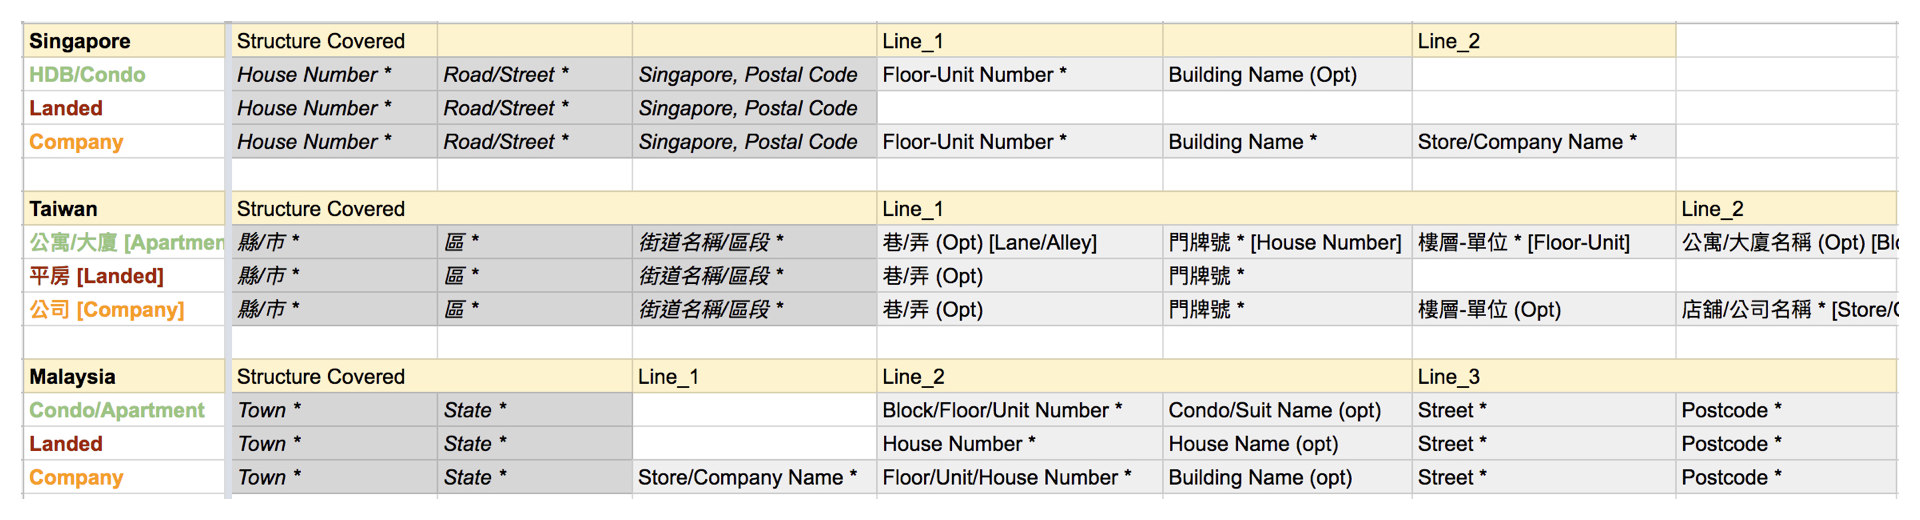 Singapore Structure Covered Line_1 Line_2
HDB/Condo House Number * Road/Street * Singapore, Postal Code Floor-Unit Number * Building Name (Opt)
Landed House Number * Road/Street * Singapore, Postal Code
Company House Number * Road/Street * Singapore, Postal Code Floor-Unit Number * Building Name * Store/Company Name *
Taiwan Structure Covered Line_1 Line_2
公寓/大廈 [Apartmen 縣/市 * 區 * 街道名稱/區段 * 巷/弄 (Opt) [Lane/Alley] 門牌號 * [House Number] 樓層-單位 * [Floor-Unit] 公寓/大廈名稱 (Opt) [Blo
平房 [Landed] 縣/市 * 區 * 街道名稱/區段 * 巷/弄 (Opt) 門牌號 *
公司 [Company] 縣/市 * 區 * 街道名稱/區段 * 巷/弄 (Opt) 門牌號 * 樓層-單位 (Opt) 店舖/公司名稱 * [Store/C
Malaysia Structure Covered Line_1 Line_2 Line_3
Condo/Apartment Town * State * Block/Floor/Unit Number * Condo/Suit Name (opt) Street * Postcode *
Landed Town * State * House Number * House Name (opt) Street * Postcode *
Company Town * State * Store/Company Name * Floor/Unit/House Number * Building Name (opt) Street * Postcode *